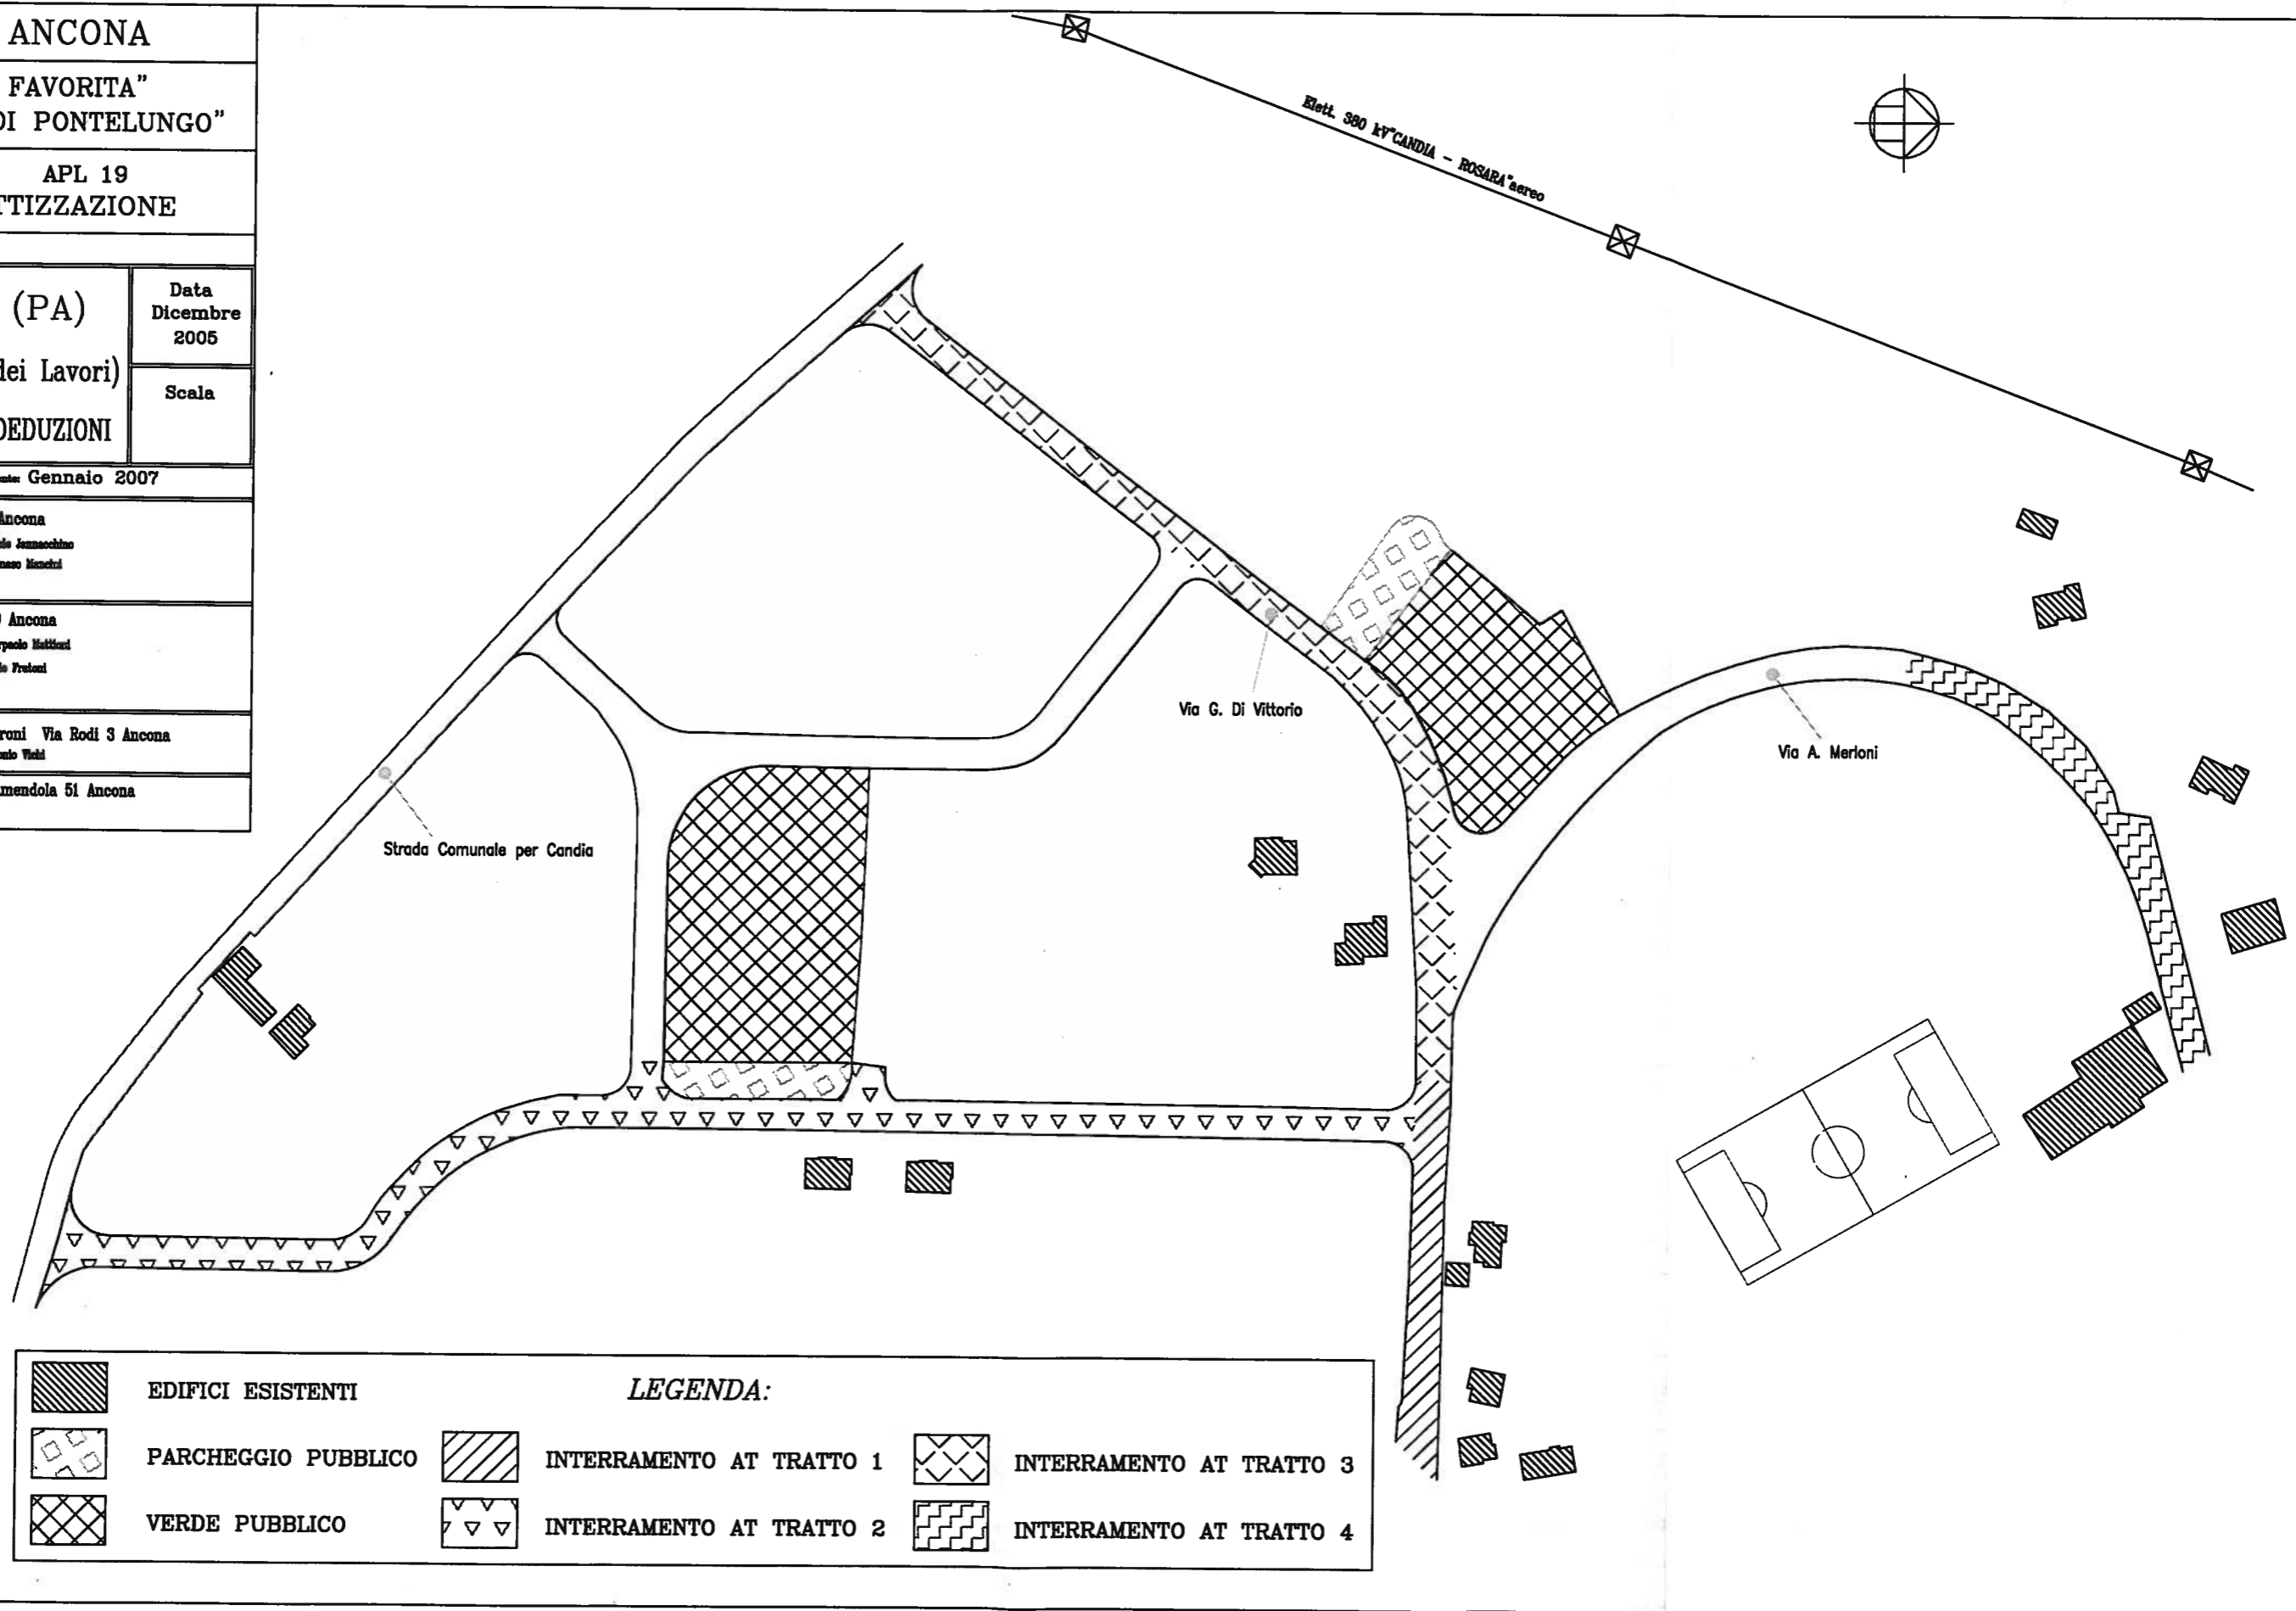 ANCONA
FAVORITA"
DI PONTELUNGO"
APL 19
TTIZZAZIONE
(PA)
dei Lavori)
DEDUZIONI
Data
Dicembre
2005
Scala
Gennaio 2007
Ancona
Ancona
roni Via Rodi 3 Ancona
mendola 51 Ancona
Elett. 380 kV"CANDIA - ROSARA"aereo
Via G. Di Vittorio
Via A. Merloni
Strada Comunale per Candia
LEGENDA:
EDIFICI ESISTENTI
PARCHEGGIO PUBBLICO
VERDE PUBBLICO
INTERRAMENTO AT TRATTO 1
INTERRAMENTO AT TRATTO 2
INTERRAMENTO AT TRATTO 3
INTERRAMENTO AT TRATTO 4